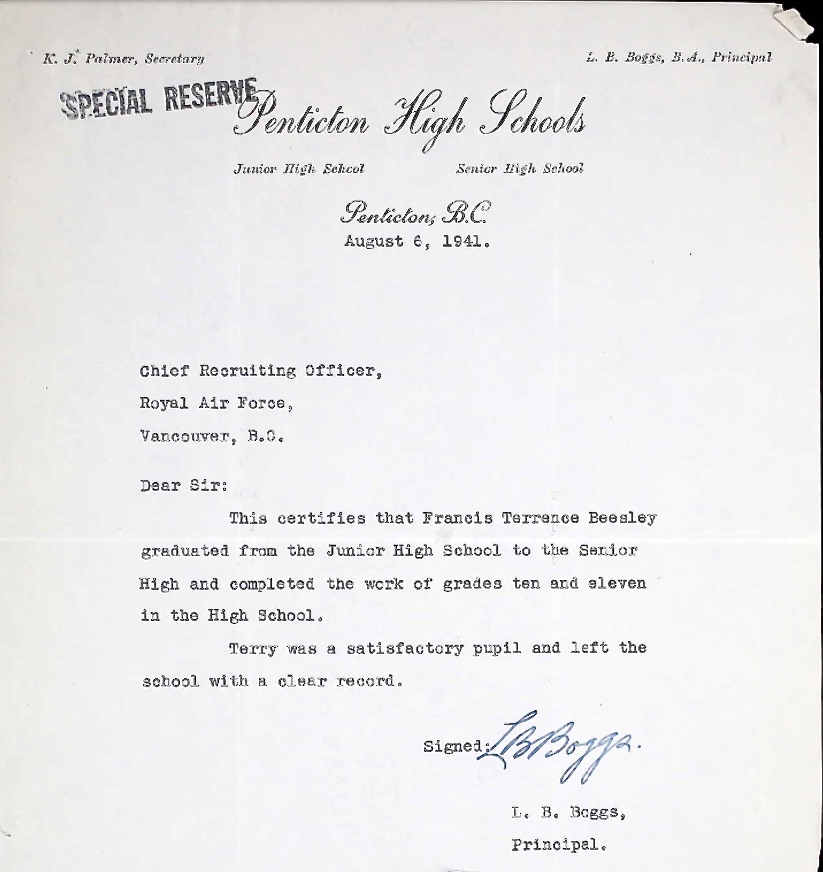 K. J. Palmer, Secretary
L. B. Boggs, B.A., Principal
SPECIAL RESERVE
Penticton High Schools
Junior High School Senior High School
Penticton, B.C.
August 6, 1941.
Chief Recruiting Officer,
Royal Air Force,
Vancouver, B.C.
Dear Sir:
This certifies that Francis Terrence Beesley
graduated from the Junior High School to the Senior
High and completed the work of grades ten and eleven
in the High School.
Terry was a satisfactory pupil and left the
school with a clear record.
Signed: L B Boggs.
L. B. Boggs,
Principal.